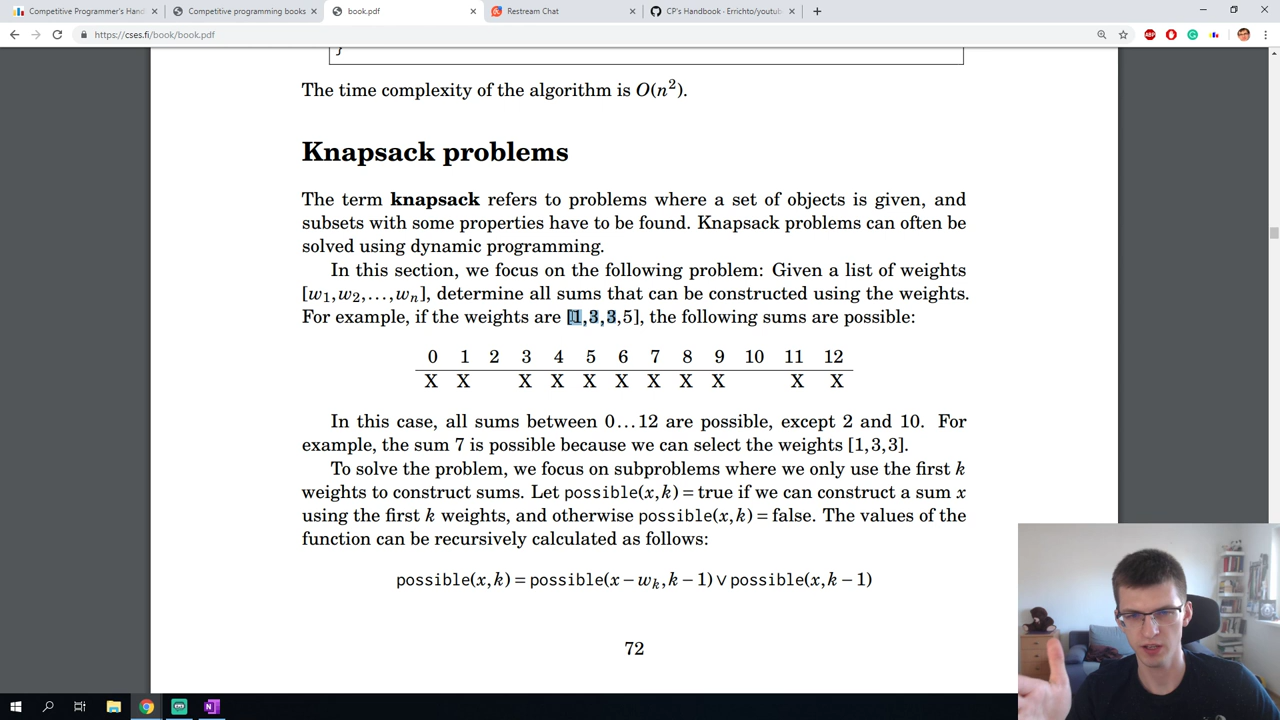 Competitive Programmer's Hand
Competitive programming books
book.pdf
Restream Chat
CP's Handbook · Errichto/youtub
https://cses.fi/book/book.pdf
}
The time complexity of the algorithm is O(n²).
Knapsack problems
The term knapsack refers to problems where a set of objects is given, and
subsets with some properties have to be found. Knapsack problems can often be
solved using dynamic programming.
In this section, we focus on the following problem: Given a list of weights
[w₁,w₂,…,wₙ], determine all sums that can be constructed using the weights.
For example, if the weights are [1,3,3,5], the following sums are possible:
0 1 2 3 4 5 6 7 8 9 10 11 12
X X X X X X X X X X X
In this case, all sums between 0…12 are possible, except 2 and 10. For
example, the sum 7 is possible because we can select the weights [1,3,3].
To solve the problem, we focus on subproblems where we only use the first k
weights to construct sums. Let possible(x,k) = true if we can construct a sum x
using the first k weights, and otherwise possible(x,k) = false. The values of the
function can be recursively calculated as follows:
possible(x,k) = possible(x − wₖ,k − 1) ∨ possible(x,k − 1)
72